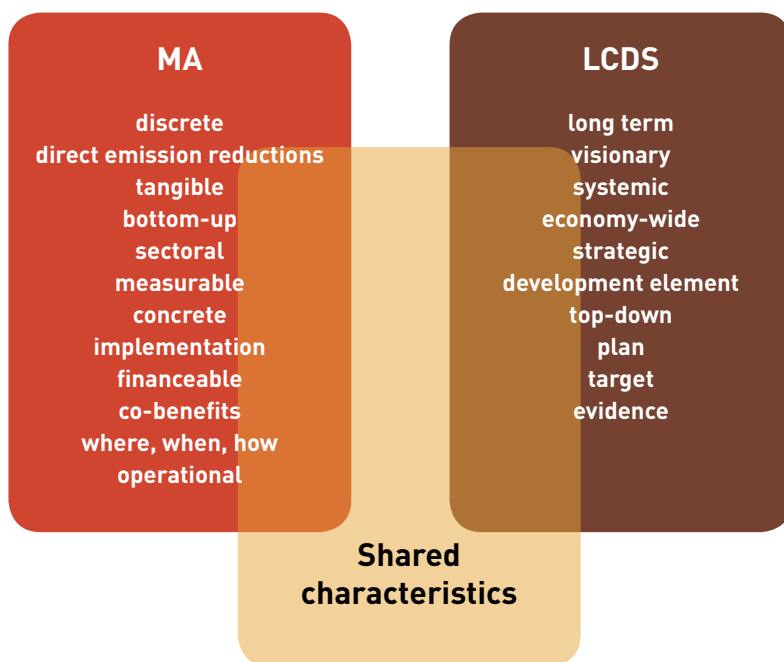 MA
discrete
direct emission reductions
tangible
bottom-up
sectoral
measurable
concrete
implementation
financeable
co-benefits
where, when, how
operational
LCDS
long term
visionary
systemic
economy-wide
strategic
development element
top-down
plan
target
evidence
Shared
characteristics